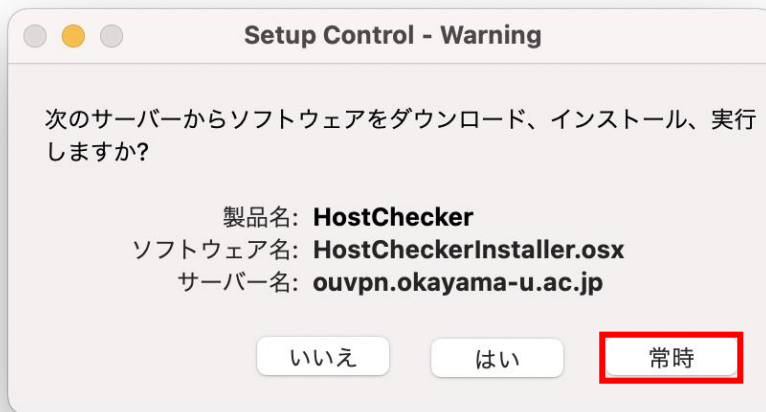 Setup Control - Warning
次のサーバーからソフトウェアをダウンロード、インストール、実行
しますか?
製品名: HostChecker
ソフトウェア名: HostCheckerInstaller.osx
サーバー名: ouvpn.okayama-u.ac.jp
いいえ はい 常時